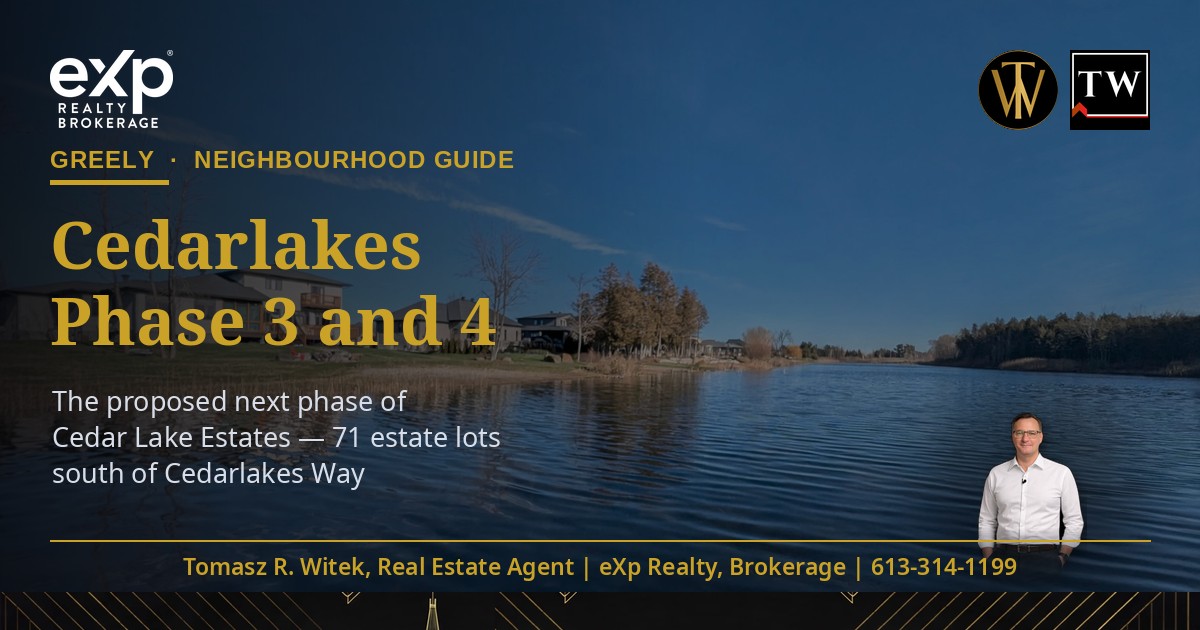 eXp®
REALTY
BROKERAGE
TW
TW
GREELY · NEIGHBOURHOOD GUIDE
Cedarlakes
Phase 3 and 4
The proposed next phase of
Cedar Lake Estates — 71 estate lots
south of Cedarlakes Way
Tomasz R. Witek, Real Estate Agent | eXp Realty, Brokerage | 613-314-1199